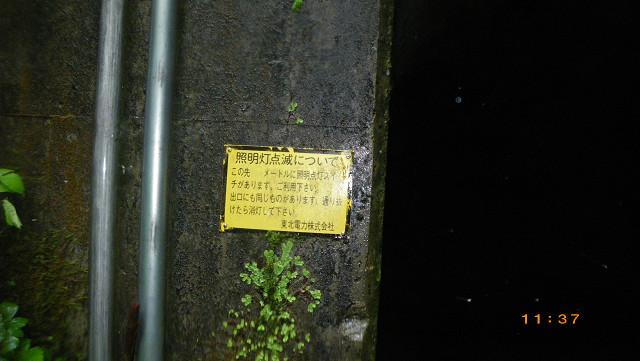 照明灯点滅について
この先　　メートルに照明点灯スイッ
チがあります。ご利用下さい。
出口にも同じものがあります。通り抜
けたら消灯して下さい。
東北電力株式会社
11:37